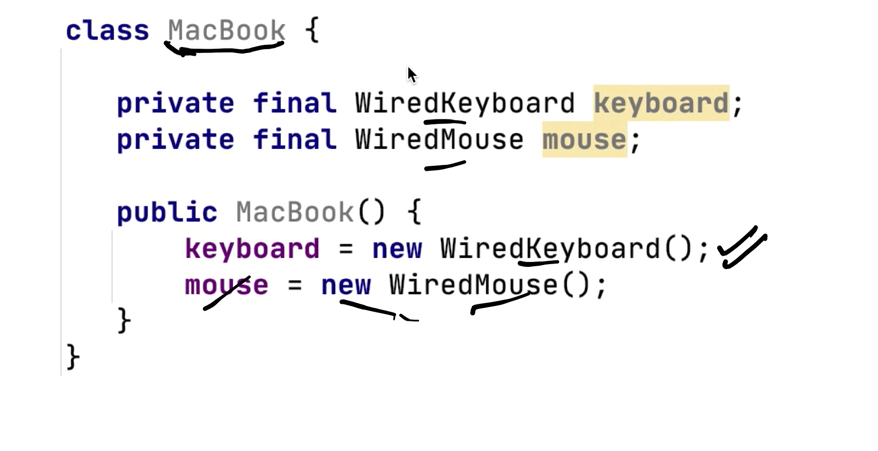 class MacBook {
private final WiredKeyboard keyboard;
private final WiredMouse mouse;
public MacBook() {
keyboard = new WiredKeyboard();
mouse = new WiredMouse();
}
}